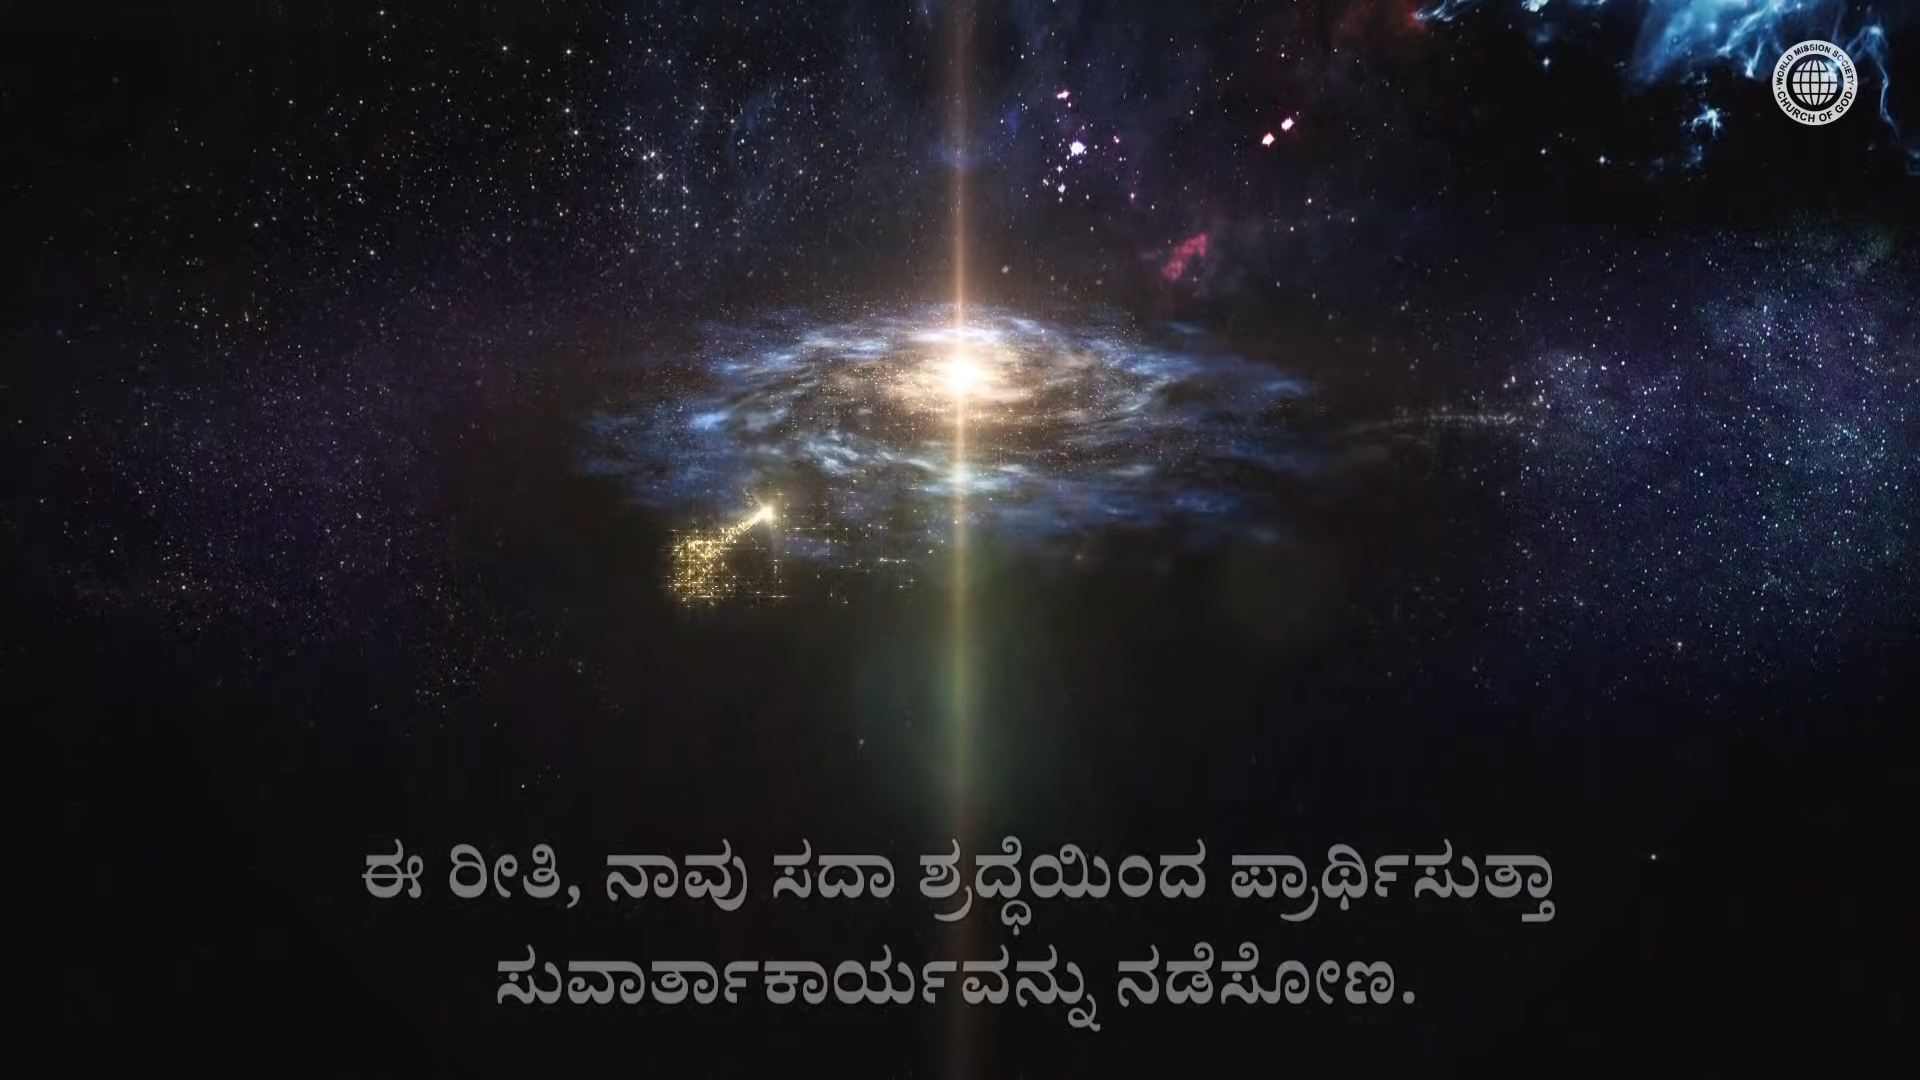 WORLD MISSION SOCIETY
CHURCH OF GOD
ಈ ರೀತಿ, ನಾವು ಸದಾ ಶ್ರದ್ಧೆಯಿಂದ ಪ್ರಾರ್ಥಿಸುತ್ತಾ
ಸುವಾರ್ತಾಕಾರ್ಯವನ್ನು ನಡೆಸೋಣ.